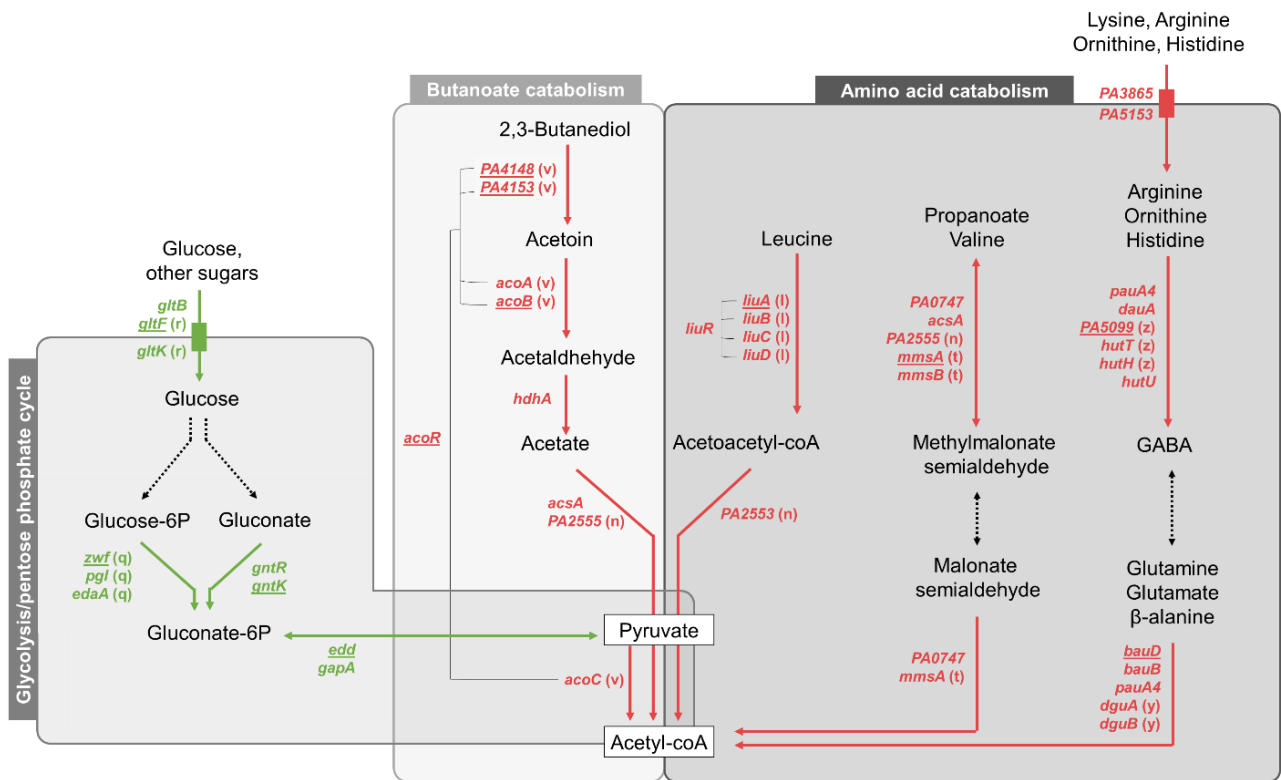 Lysine, Arginine
Ornithine, Histidine
Butanoate catabolism
Amino acid catabolism
PA3865
PA5153
2,3-Butanediol
PA4148 (v)
PA4153 (v)
Acetoin
acoA (v)
acoB (v)
Acetaldhehyde
hdhA
acoR
Acetate
acsA
PA2555 (n)
Leucine
liuR
liuA (l)
liuB (l)
liuC (l)
liuD (l)
Acetoacetyl-coA
PA2553 (n)
Propanoate
Valine
PA0747
acsA
PA2555 (n)
mmsA (t)
mmsB (t)
Methylmalonate
semialdehyde
Malonate
semialdehyde
PA0747
mmsA (t)
Arginine
Ornithine
Histidine
pauA4
dauA
PA5099 (z)
hutT (z)
hutH (z)
hutU
GABA
Glutamine
Glutamate
β-alanine
bauD
bauB
pauA4
dguA (y)
dguB (y)
Glycolysis/pentose phosphate cycle
Glucose,
other sugars
gltB
gltF (r)
gltK (r)
Glucose
Glucose-6P
Gluconate
zwf (q)
pgl (q)
edaA (q)
gntR
gntK
Gluconate-6P
edd
gapA
Pyruvate
acoC (v)
Acetyl-coA